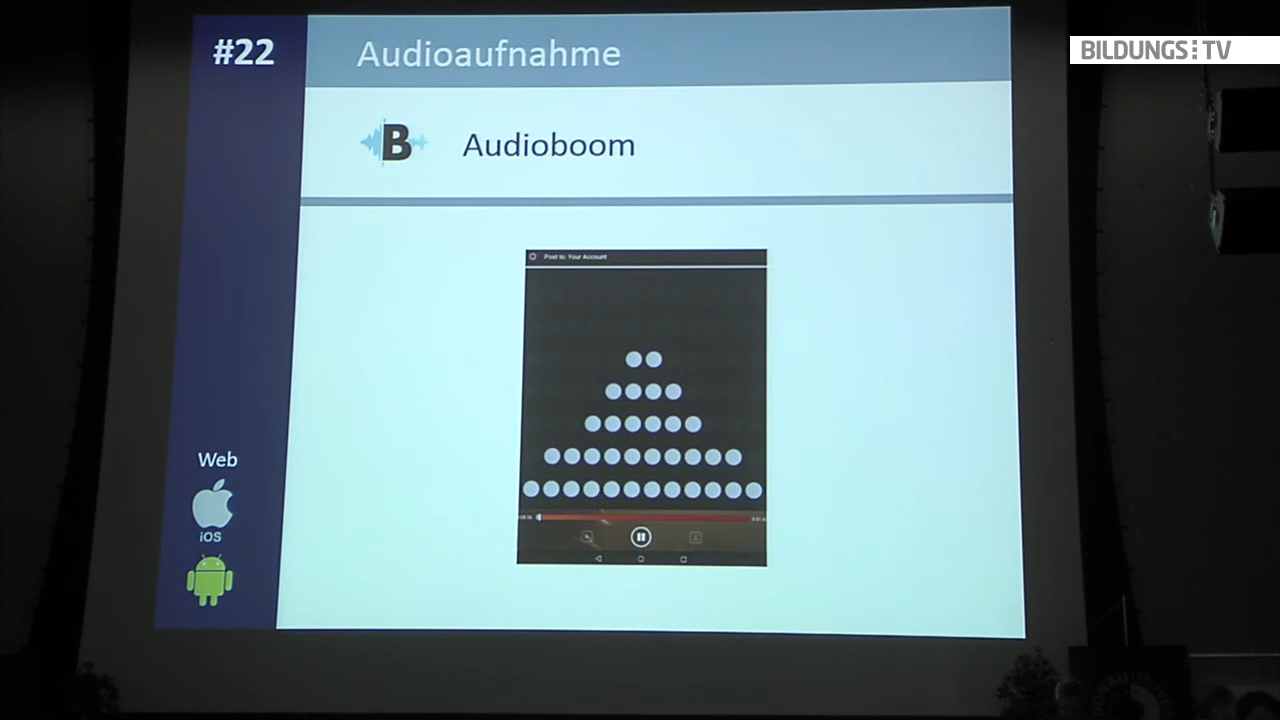 #22
Audioaufnahme
BILDUNGS TV
B
Audioboom
Post to: Your Account
Web
iOS